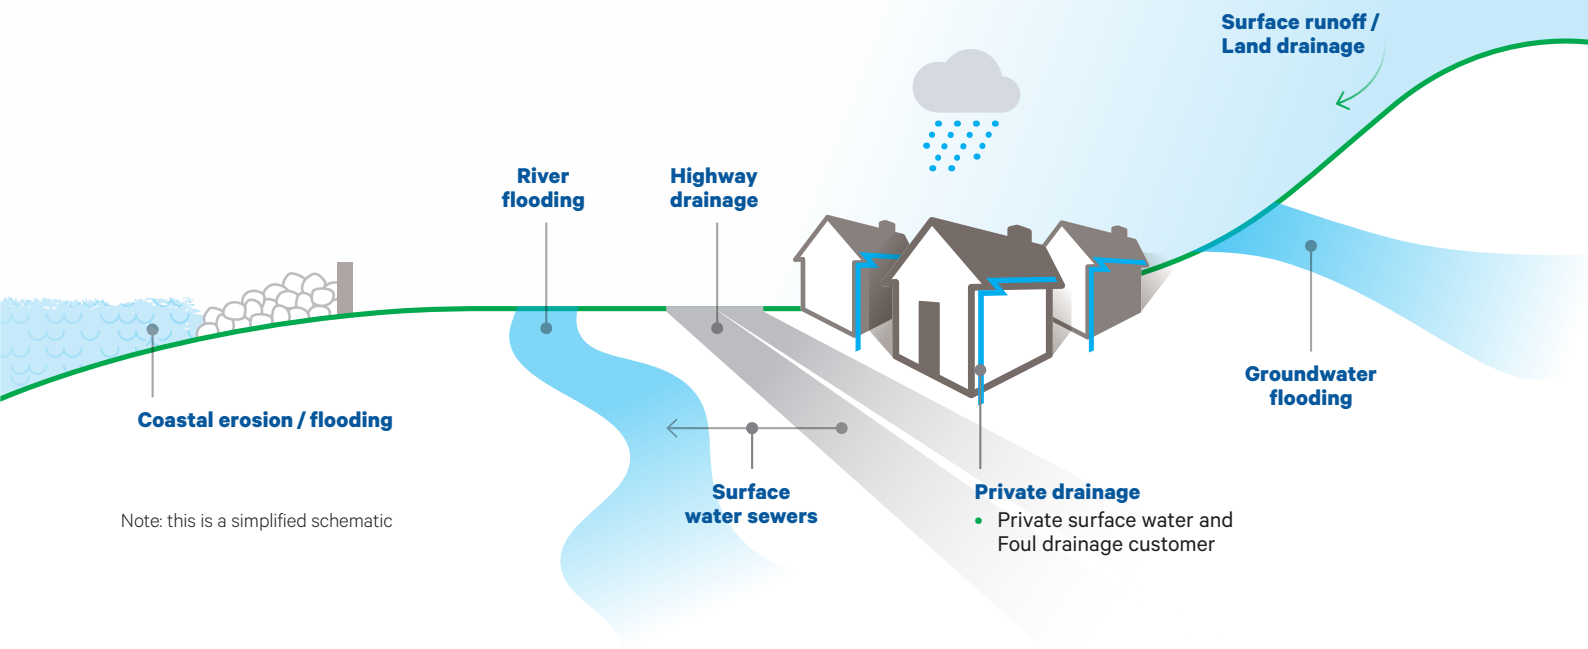 Surface runoff /
Land drainage
River
flooding
Highway
drainage
Groundwater
flooding
Coastal erosion / flooding
Surface
water sewers
Private drainage
• Private surface water and
Foul drainage customer
Note: this is a simplified schematic